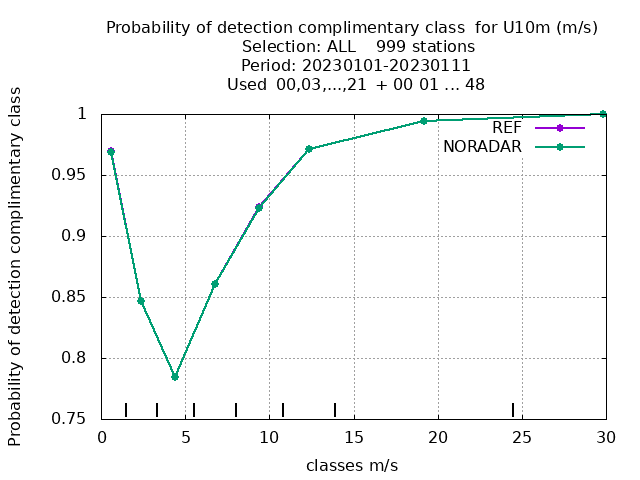 Probability of detection complimentary class  for U10m (m/s)
Selection: ALL    999 stations
Period: 20230101-20230111
Used  00,03,...,21  + 00 01 ... 48
Probability of detection complimentary class
1
0.95
0.9
0.85
0.8
0.75
REF
NORADAR
0 5 10 15 20 25 30
classes m/s